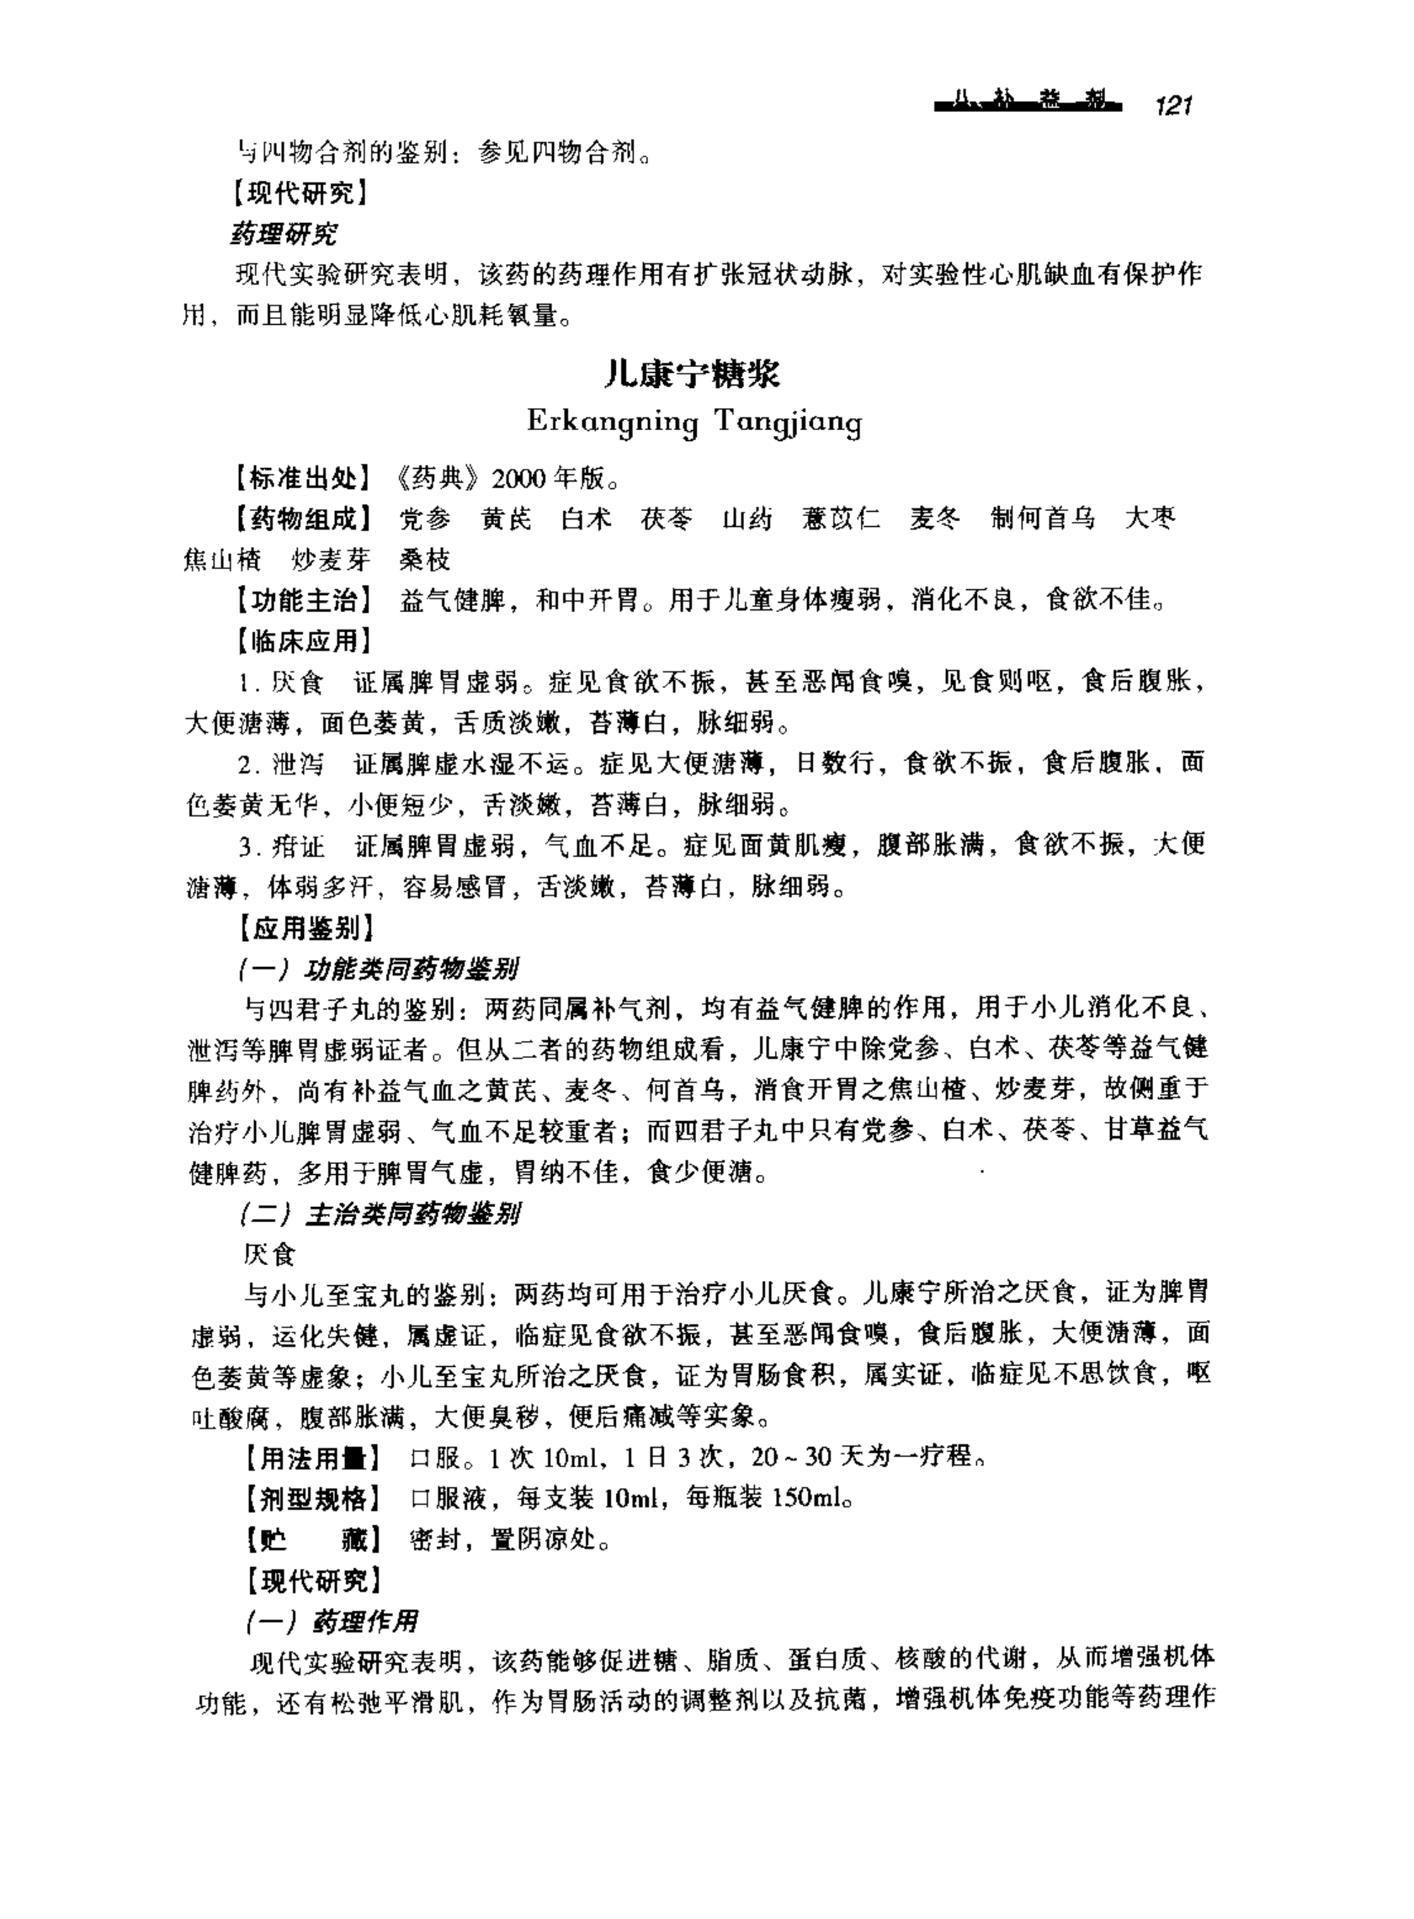 八、补益剂 121
与四物合剂的鉴别：参见四物合剂。
【现代研究】
药理研究
现代实验研究表明，该药的药理作用有扩张冠状动脉，对实验性心肌缺血有保护作
用，而且能明显降低心肌耗氧量。
儿康宁糖浆
Erkangning Tangjiang
【标准出处】 《药典》2000 年版。
【药物组成】 党参 黄芪 白术 茯苓 山药 薏苡仁 麦冬 制何首乌 大枣
焦山楂 炒麦芽 桑枝
【功能主治】 益气健脾，和中开胃。用于儿童身体瘦弱，消化不良，食欲不佳。
【临床应用】
1. 厌食 证属脾胃虚弱。症见食欲不振，甚至恶闻食嗅，见食则呕，食后腹胀，
大便溏薄，面色萎黄，舌质淡嫩，苔薄白，脉细弱。
2. 泄泻 证属脾虚水湿不运。症见大便溏薄，日数行，食欲不振，食后腹胀，面
色萎黄无华，小便短少，舌淡嫩，苔薄白，脉细弱。
3. 疳证 证属脾胃虚弱，气血不足。症见面黄肌瘦，腹部胀满，食欲不振，大便
溏薄，体弱多汗，容易感冒，舌淡嫩，苔薄白，脉细弱。
【应用鉴别】
（一）功能类同药物鉴别
与四君子丸的鉴别：两药同属补气剂，均有益气健脾的作用，用于小儿消化不良、
泄泻等脾胃虚弱证者。但从二者的药物组成看，儿康宁中除党参、白术、茯苓等益气健
脾药外，尚有补益气血之黄芪、麦冬、何首乌，消食开胃之焦山楂、炒麦芽，故侧重于
治疗小儿脾胃虚弱、气血不足较重者；而四君子丸中只有党参、白术、茯苓、甘草益气
健脾药，多用于脾胃气虚，胃纳不佳，食少便溏。
（二）主治类同药物鉴别
厌食
与小儿至宝丸的鉴别：两药均可用于治疗小儿厌食。儿康宁所治之厌食，证为脾胃
虚弱，运化失健，属虚证，临症见食欲不振，甚至恶闻食嗅，食后腹胀，大便溏薄，面
色萎黄等虚象；小儿至宝丸所治之厌食，证为胃肠食积，属实证，临症见不思饮食，呕
吐酸腐，腹部胀满，大便臭秽，便后痛减等实象。
【用法用量】 口服。1 次 10ml，1 日 3 次，20～30 天为一疗程。
【剂型规格】 口服液，每支装 10ml，每瓶装 150ml。
【贮 藏】 密封，置阴凉处。
【现代研究】
（一）药理作用
现代实验研究表明，该药能够促进糖、脂质、蛋白质、核酸的代谢，从而增强机体
功能，还有松弛平滑肌，作为胃肠活动的调整剂以及抗菌，增强机体免疫功能等药理作